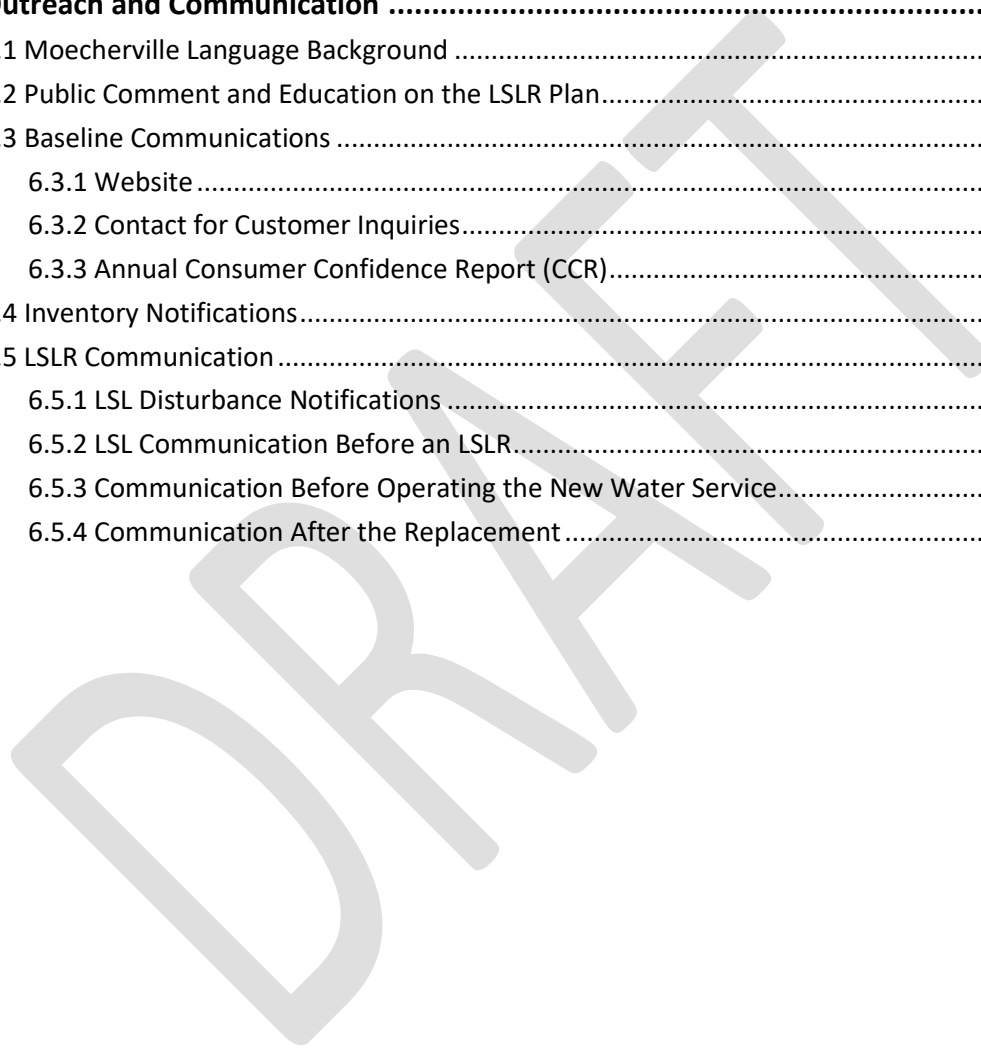 Outreach and Communication ....................................................................
.1 Moecherville Language Background ............................................................
.2 Public Comment and Education on the LSLR Plan............................................
.3 Baseline Communications ........................................................................
6.3.1 Website ........................................................................................
6.3.2 Contact for Customer Inquiries............................................................
6.3.3 Annual Consumer Confidence Report (CCR)...........................................
.4 Inventory Notifications..............................................................................
.5 LSLR Communication ................................................................................
6.5.1 LSL Disturbance Notifications ..............................................................
6.5.2 LSL Communication Before an LSLR......................................................
6.5.3 Communication Before Operating the New Water Service.......................
6.5.4 Communication After the Replacement ................................................
DRAFT